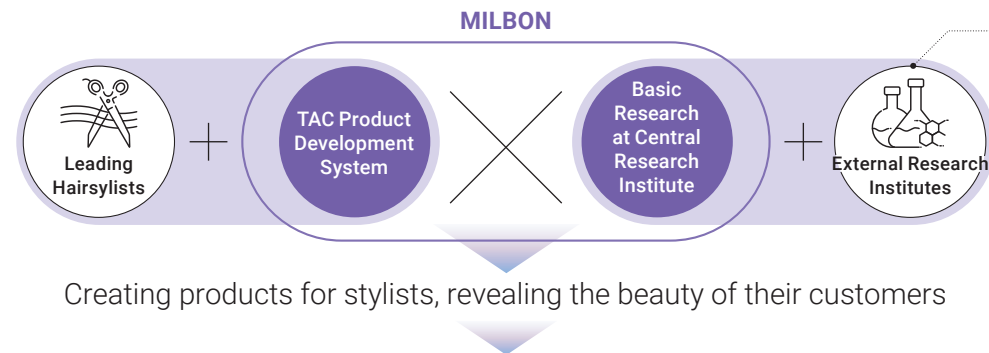 MILBON
Leading
Hairsylists
TAC Product
Development
System
Basic
Research
at Central
Research
Institute
External Research
Institutes
Creating products for stylists, revealing the beauty of their customers